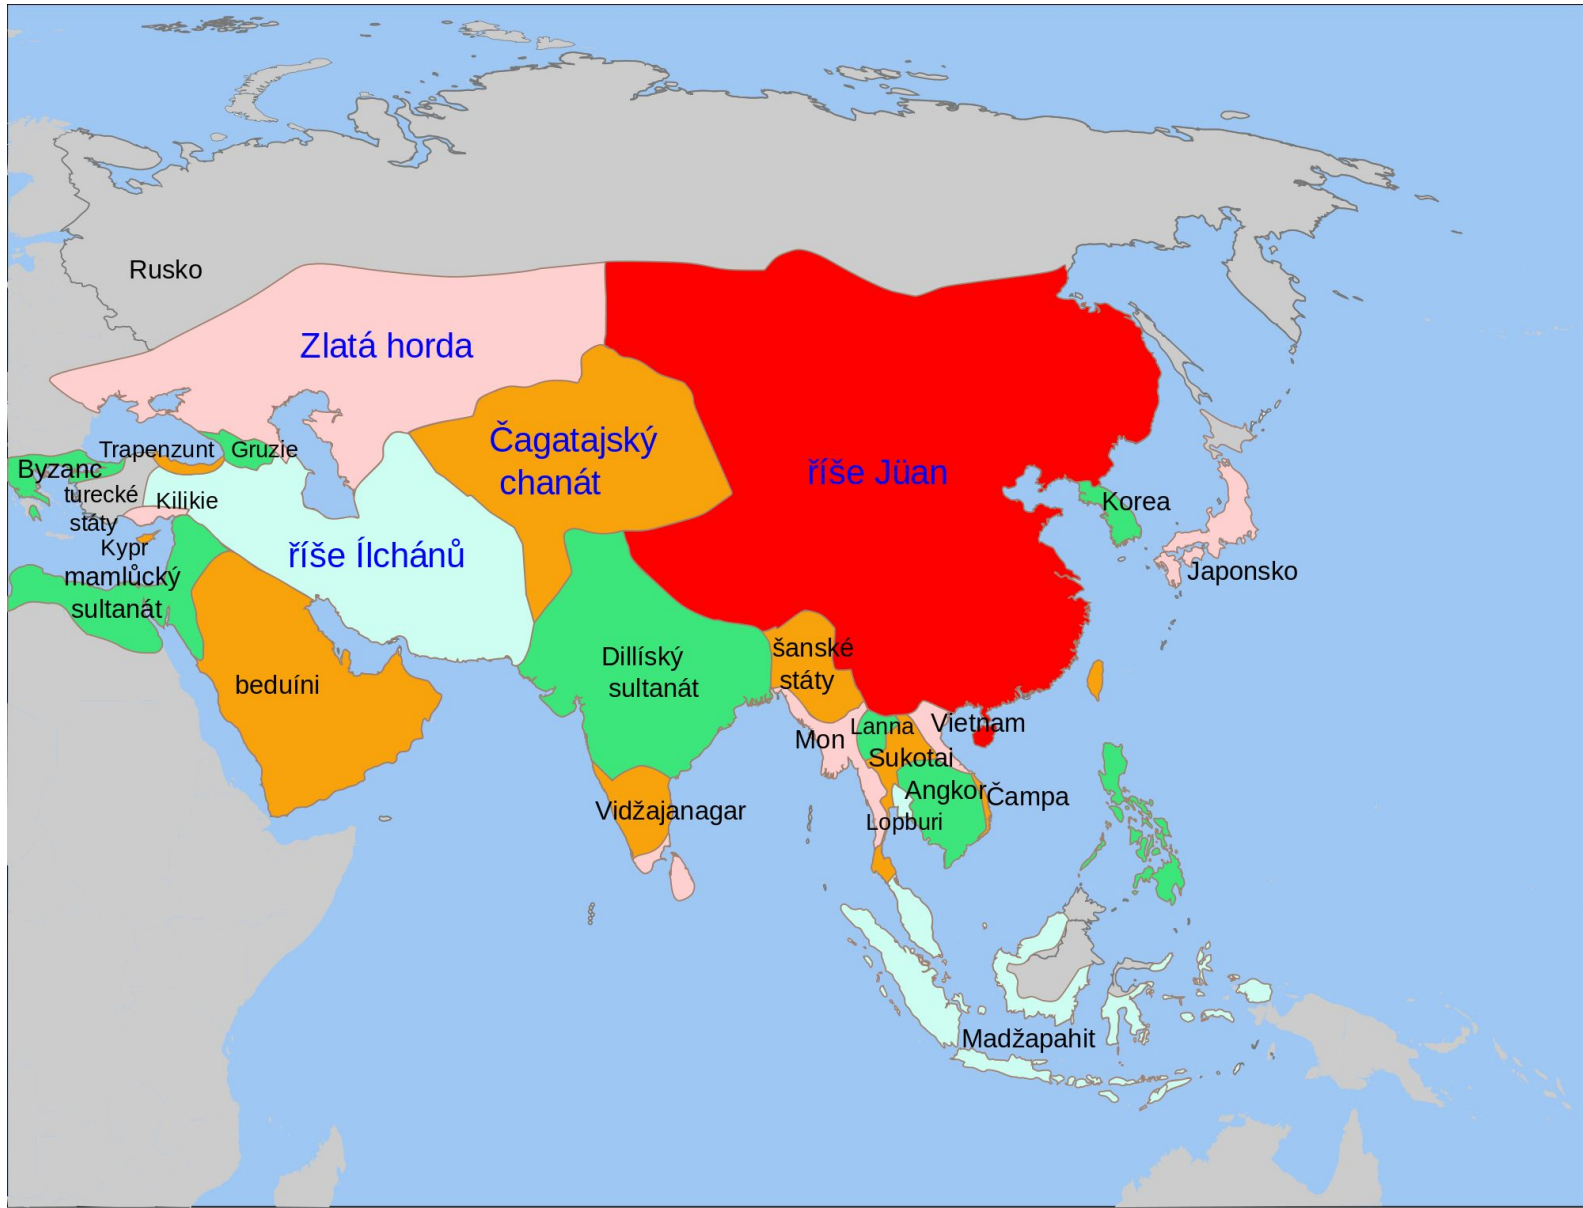 Rusko
Zlatá horda
Čagatajský
chanát
říše Jüan
Trapenzunt
Gruzie
Byzanc
turecké
státy
Kilikie
Kypr
říše Ílchánů
Korea
Japonsko
mamlůcký
sultanát
beduíni
Dillíský
sultanát
šanské
státy
Mon
Lanna
Vietnam
Sukotai
Angkor
Čampa
Lopburi
Vidžajanagar
Madžapahit